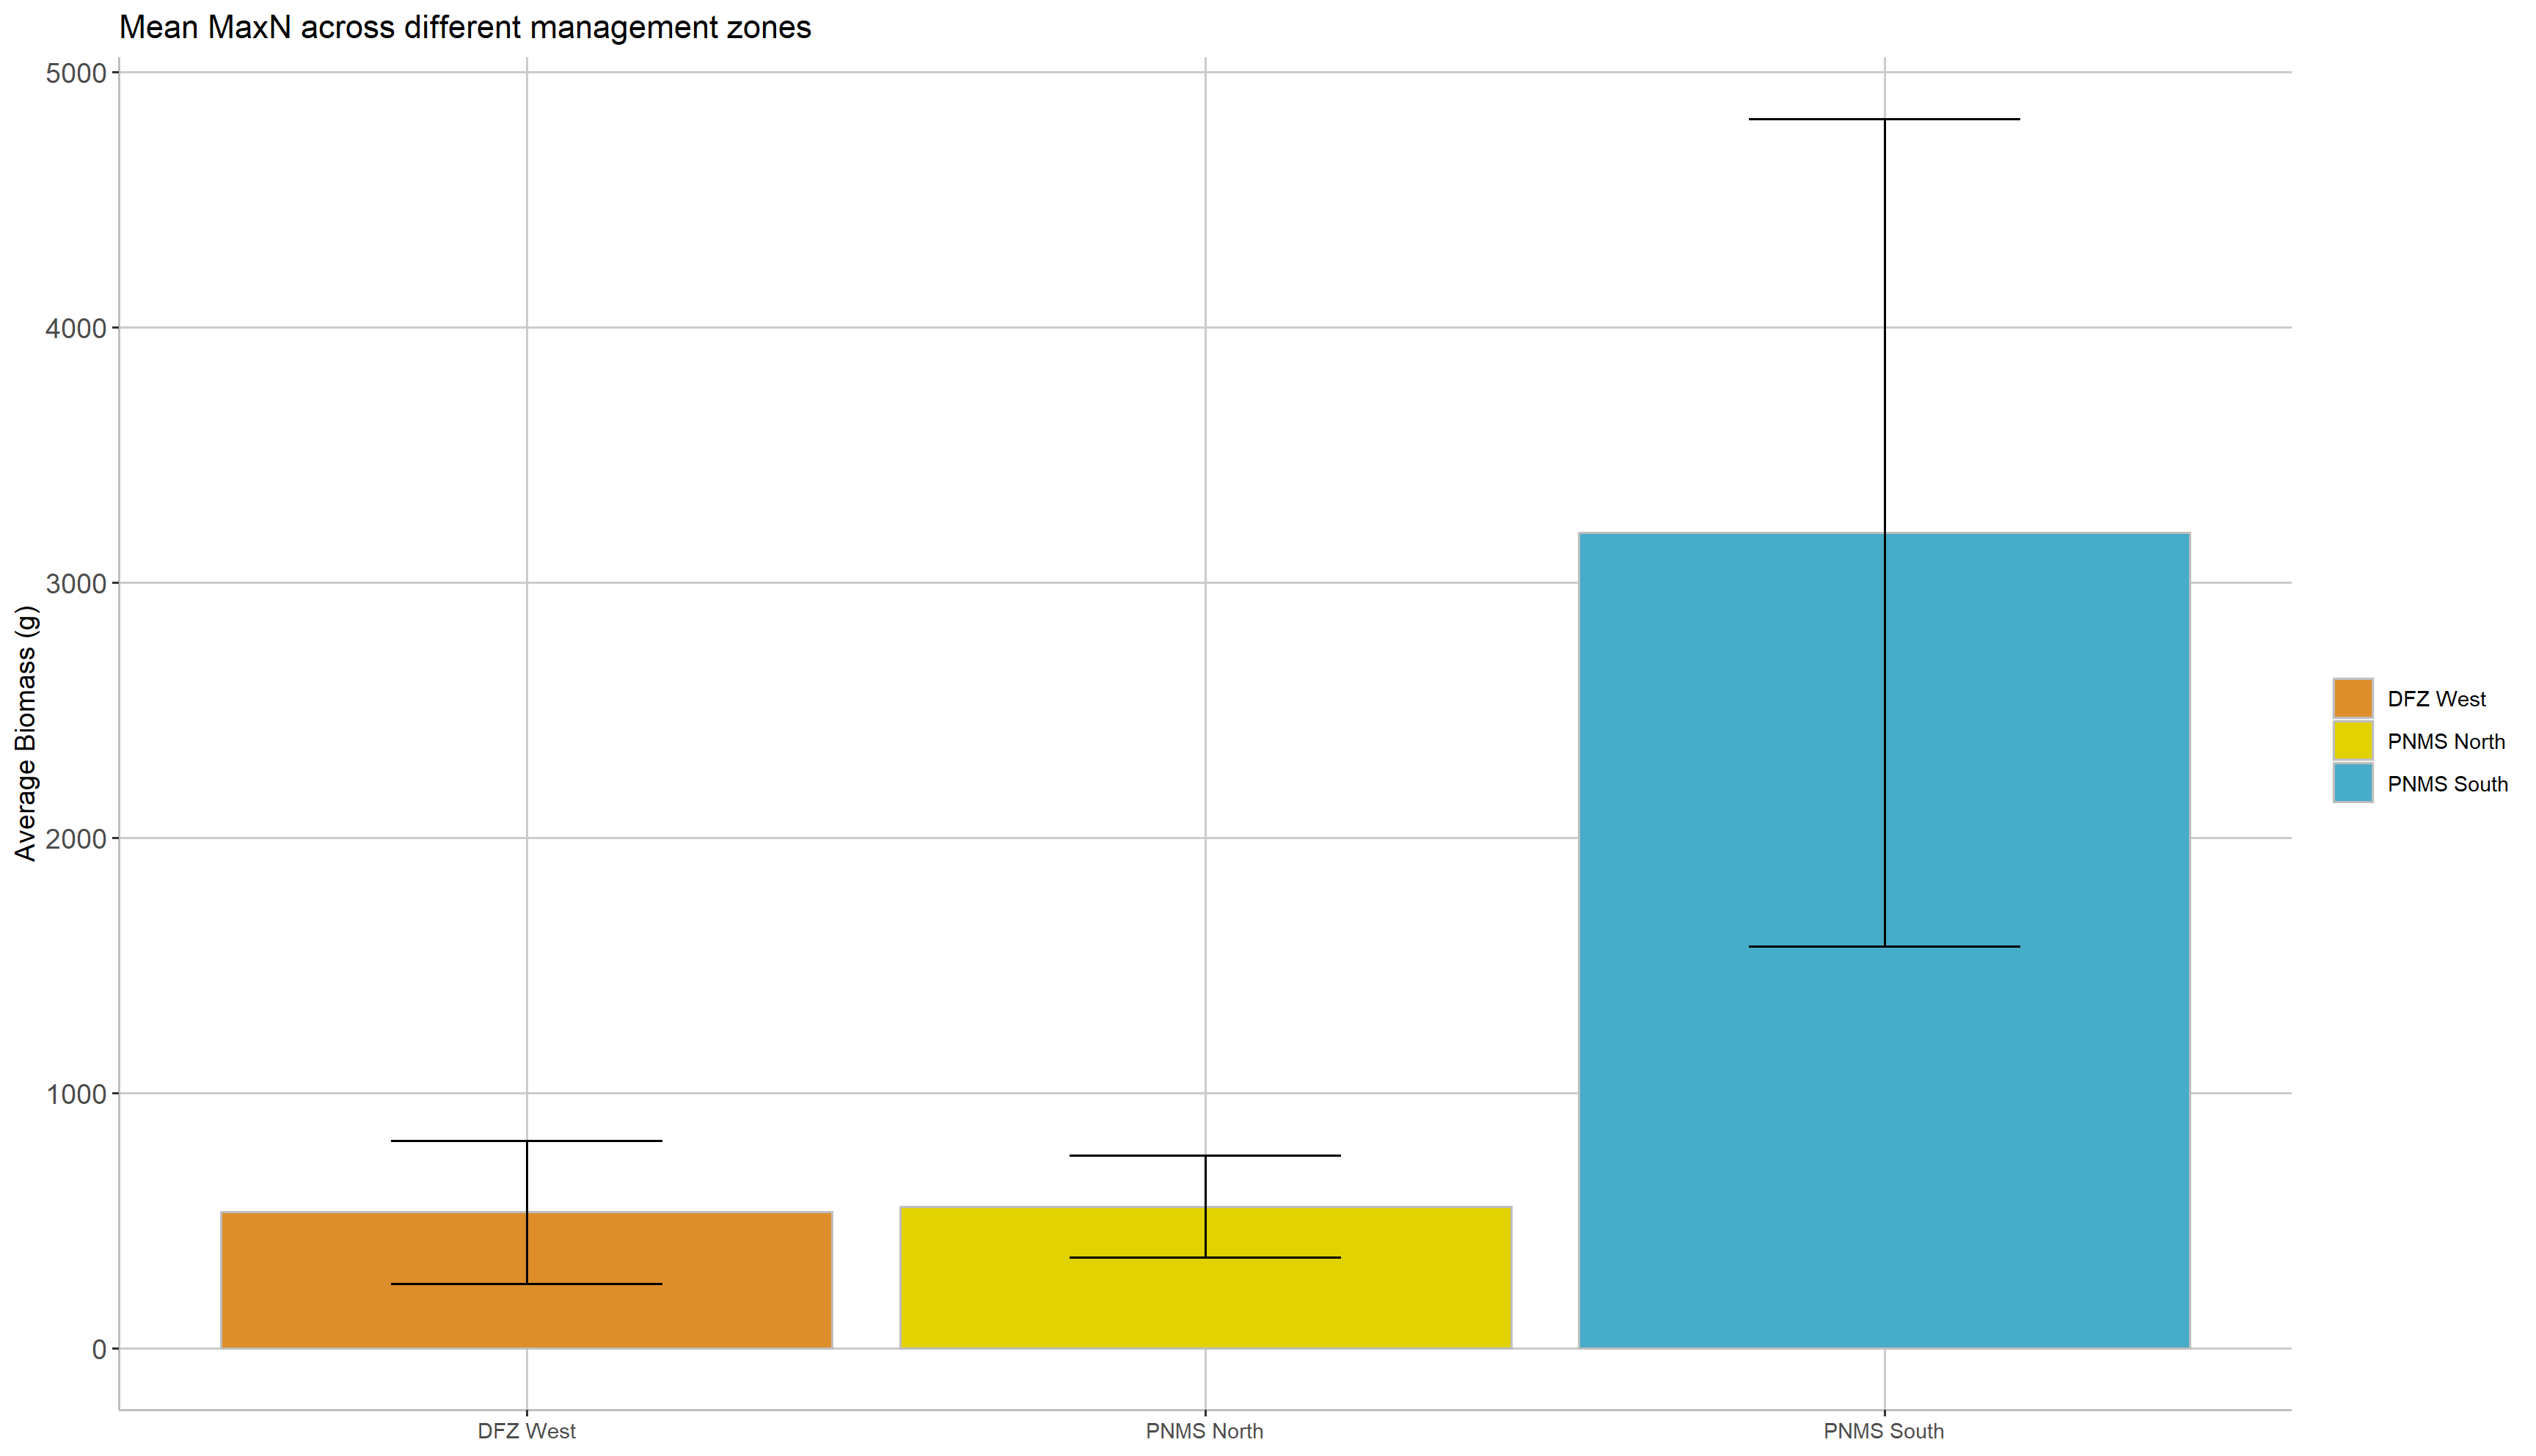 Mean MaxN across different management zones
5000
4000
3000
2000
1000
0
Average Biomass (g)
DFZ West
PNMS North
PNMS South
DFZ West
PNMS North
PNMS South